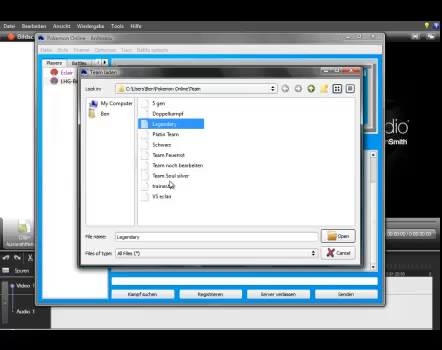 Datei Bearbeiten Ansicht Wiedergabe Tools Hilfe
Pokemon Online -
Players Battles
Eclair
Team laden
Look in: C:\Users\Ben\Pokemon Online\Team
My Computer
Ben
5 gen
Doppelkampf
Legendary
Platin Team
Schwarz
Team Feuerrot
Team noch bearbeiten
Team Soul silver
VS eclair
File name: Legendary Open
Files of type: All Files (*) Cancel
Smith
Kampf suchen Registrieren Server verlassen Senden
Spuren
Video 1
Audio 1